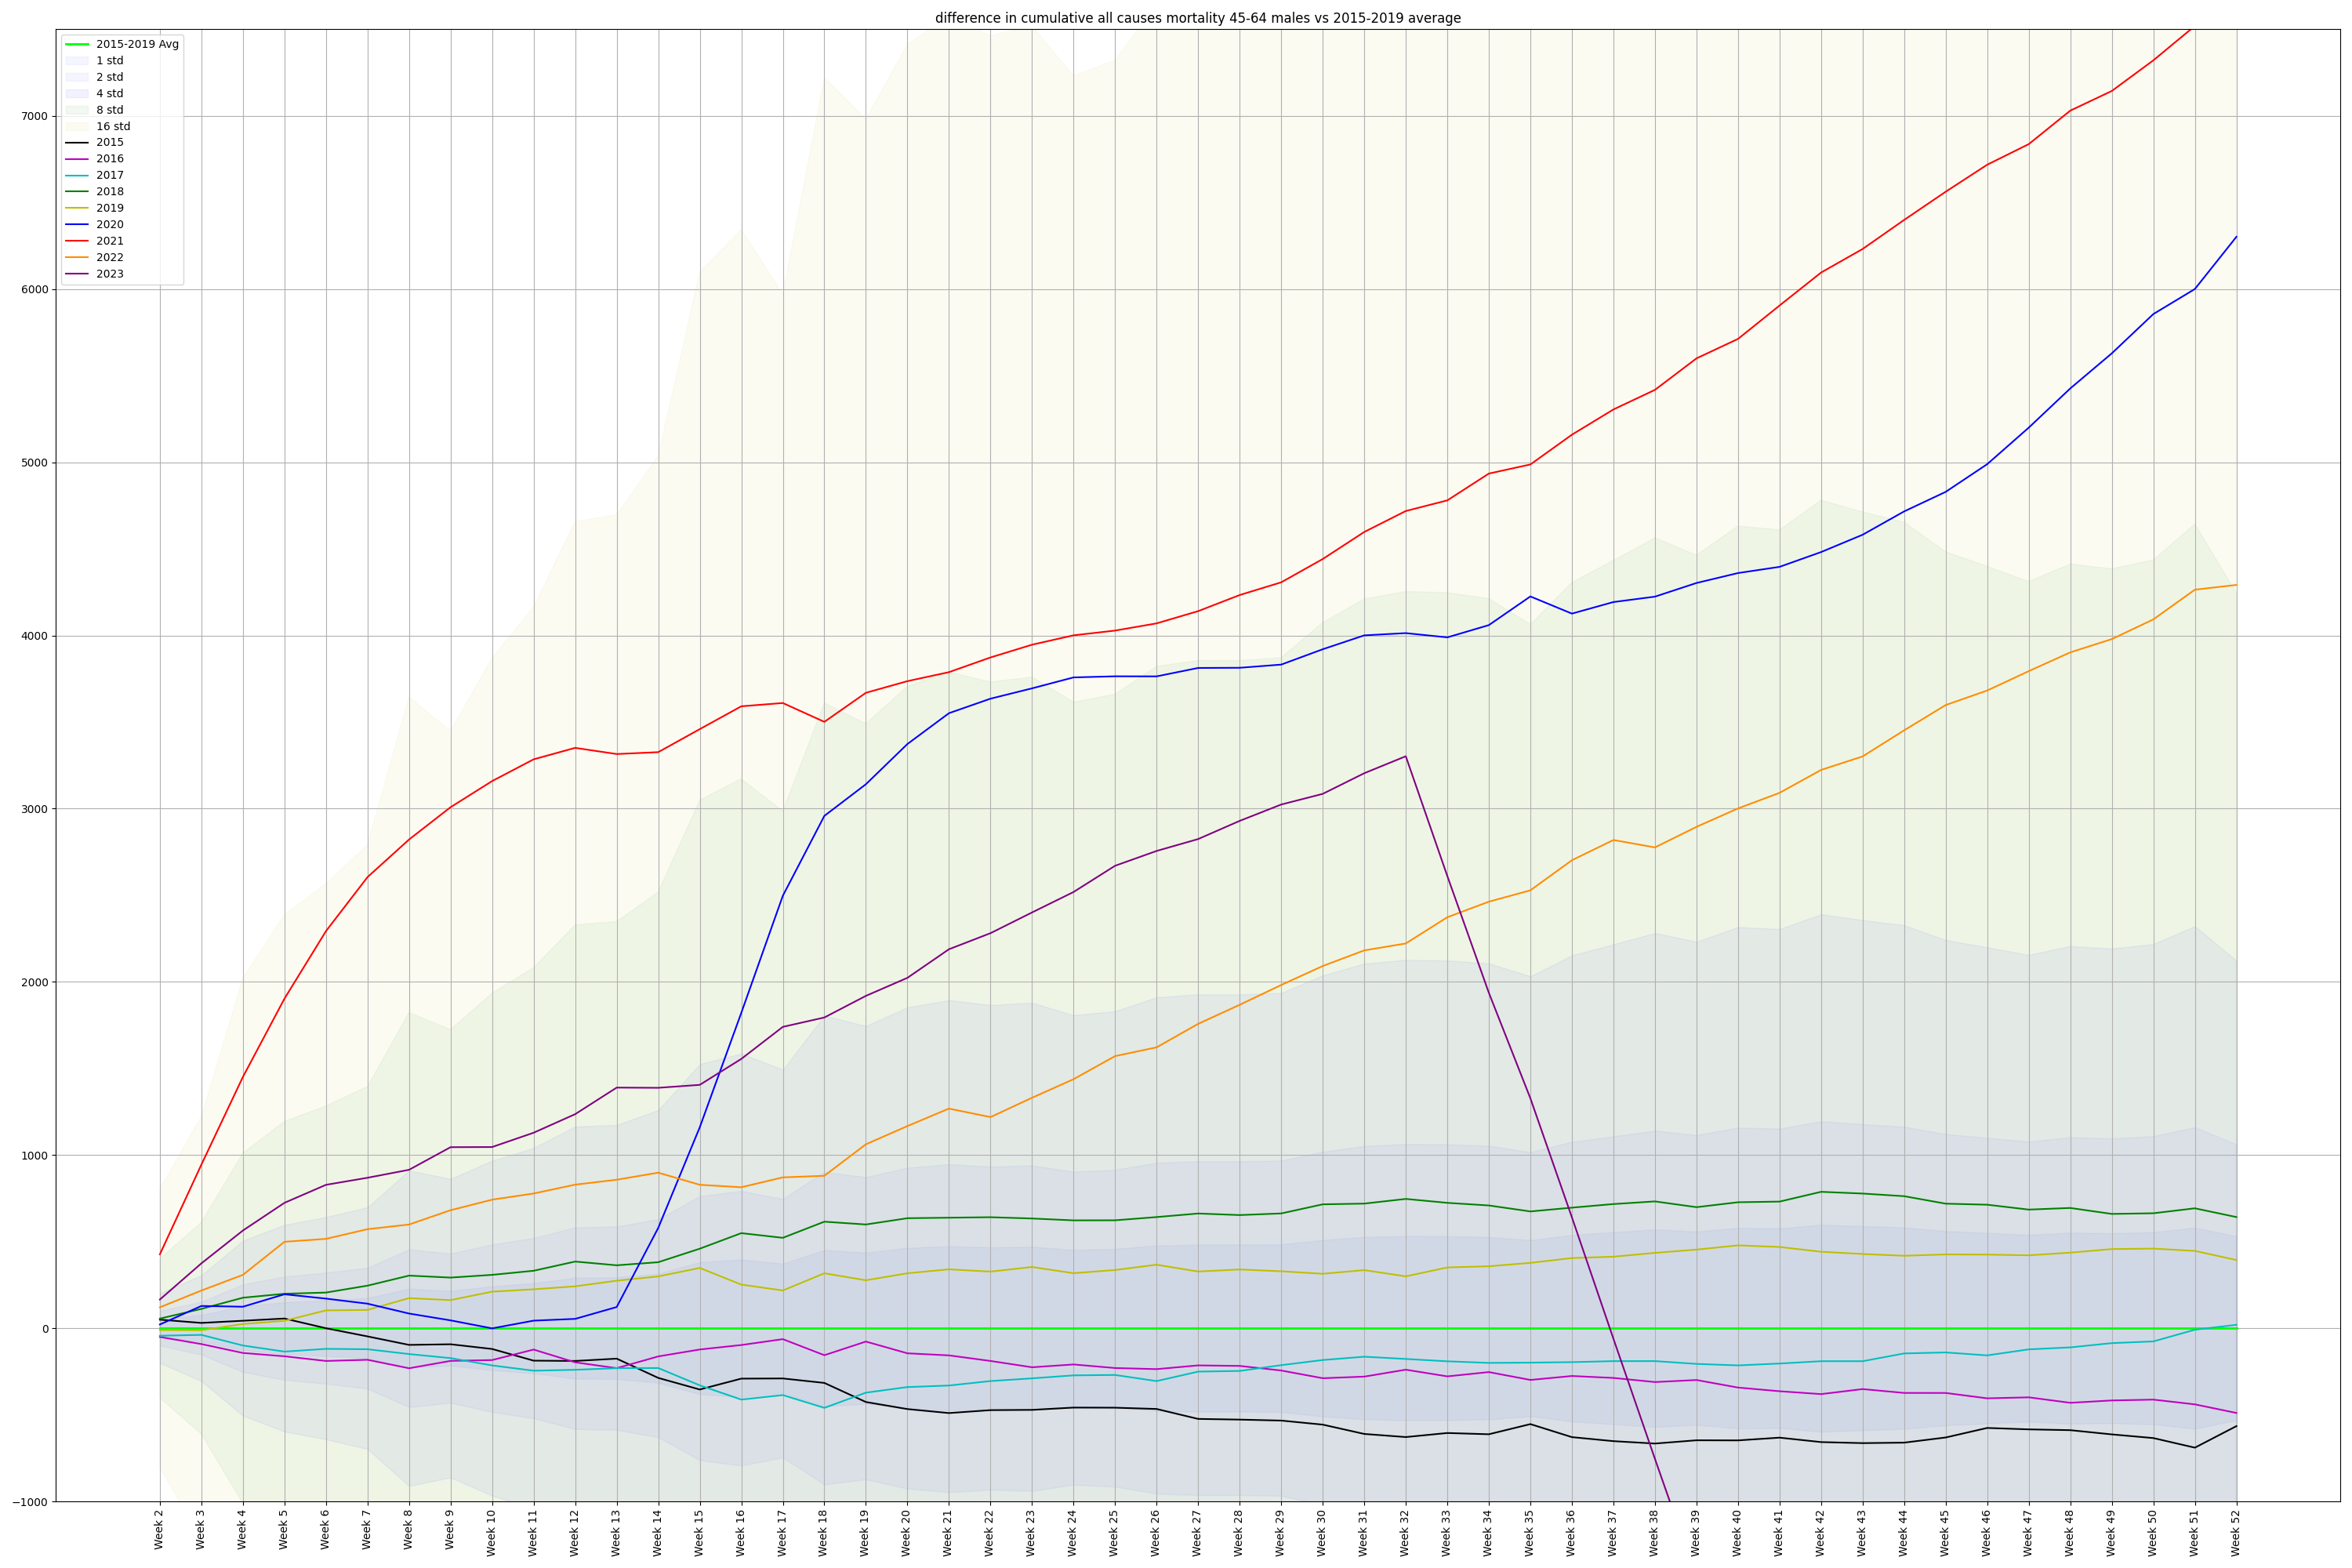 difference in cumulative all causes mortality 45-64 males vs 2015-2019 average
2015-2019 Avg
1 std
2 std
4 std
8 std
16 std
2015
2016
2017
2018
2019
2020
2021
2022
2023
7000
6000
5000
4000
3000
2000
1000
0
−1000
Week 2
Week 3
Week 4
Week 5
Week 6
Week 7
Week 8
Week 9
Week 10
Week 11
Week 12
Week 13
Week 14
Week 15
Week 16
Week 17
Week 18
Week 19
Week 20
Week 21
Week 22
Week 23
Week 24
Week 25
Week 26
Week 27
Week 28
Week 29
Week 30
Week 31
Week 32
Week 33
Week 34
Week 35
Week 36
Week 37
Week 38
Week 39
Week 40
Week 41
Week 42
Week 43
Week 44
Week 45
Week 46
Week 47
Week 48
Week 49
Week 50
Week 51
Week 52